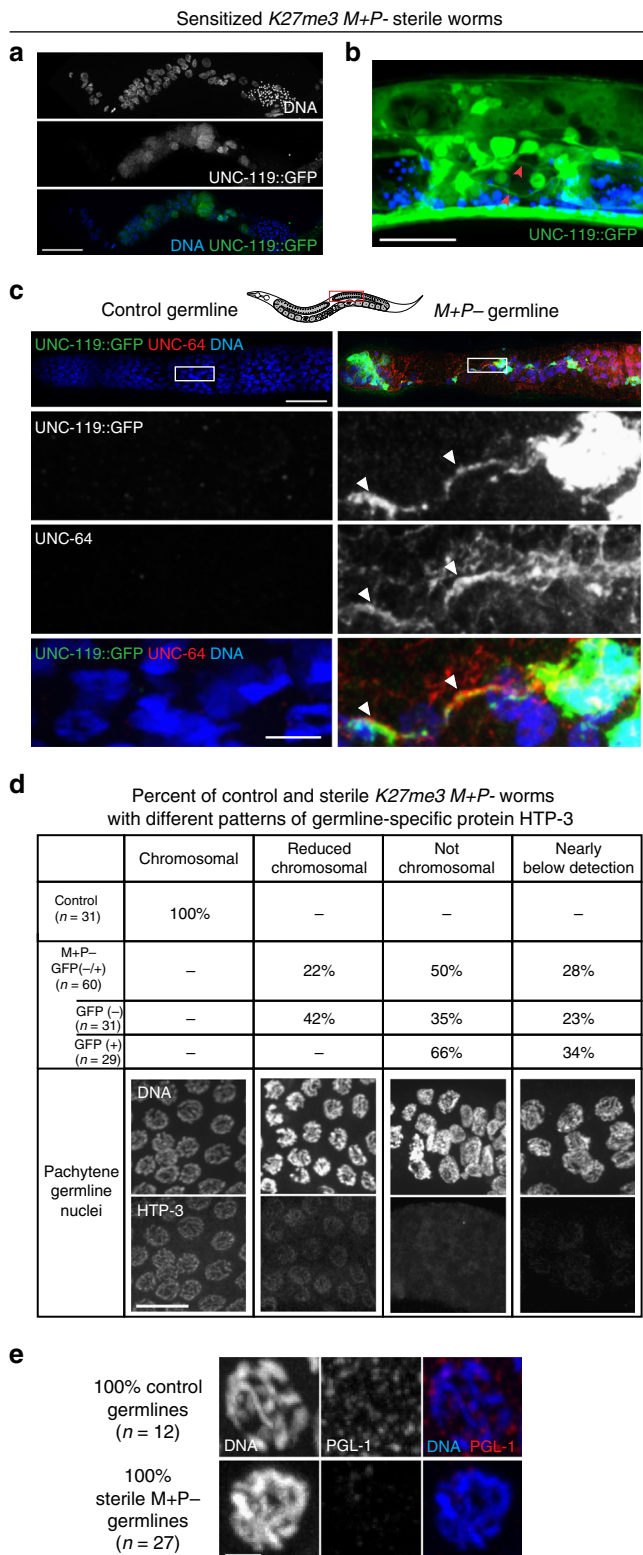 Sensitized K27me3 M+P- sterile worms
a
DNA
UNC-119::GFP
DNA UNC-119::GFP
b
UNC-119::GFP
c
Control germline
M+P– germline
UNC-119::GFP UNC-64 DNA
UNC-119::GFP
UNC-64
UNC-119::GFP UNC-64 DNA
d
Percent of control and sterile K27me3 M+P- worms
with different patterns of germline-specific protein HTP-3
Chromosomal
Reduced
chromosomal
Not
chromosomal
Nearly
below detection
Control
(n = 31)
100%
–
–
–
M+P–
GFP(–/+)
(n = 60)
–
22%
50%
28%
GFP (–)
(n = 31)
–
42%
35%
23%
GFP (+)
(n = 29)
–
–
66%
34%
Pachytene
germline
nuclei
DNA
HTP-3
e
100% control
germlines
(n = 12)
DNA
PGL-1
DNA PGL-1
100%
sterile M+P–
germlines
(n = 27)